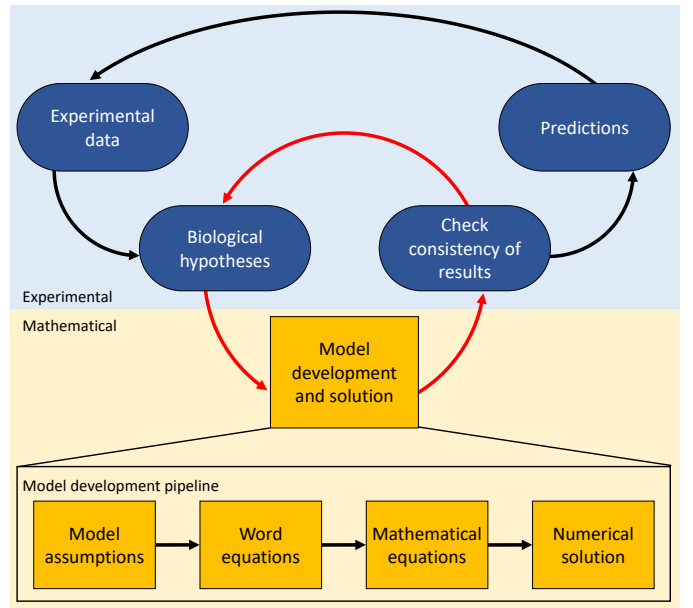 Experimental
data
Predictions
Biological
hypotheses
Check
consistency of
results
Experimental
Mathematical
Model
development
and solution
Model development pipeline
Model
assumptions
Word
equations
Mathematical
equations
Numerical
solution